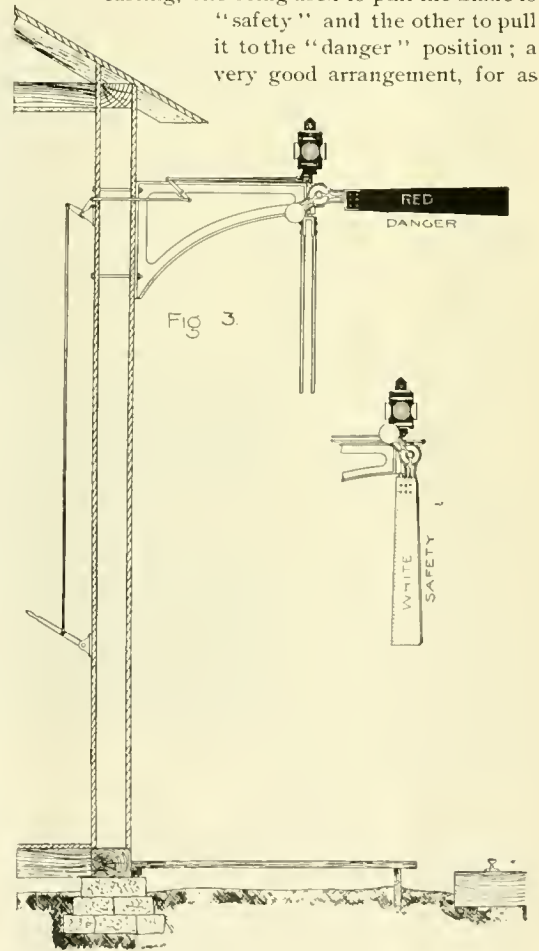 "safety" and the other to pull
it to the "danger" position; a
very good arrangement, for as
RED
DANGER
Fig 3.
WHITE
SAFETY